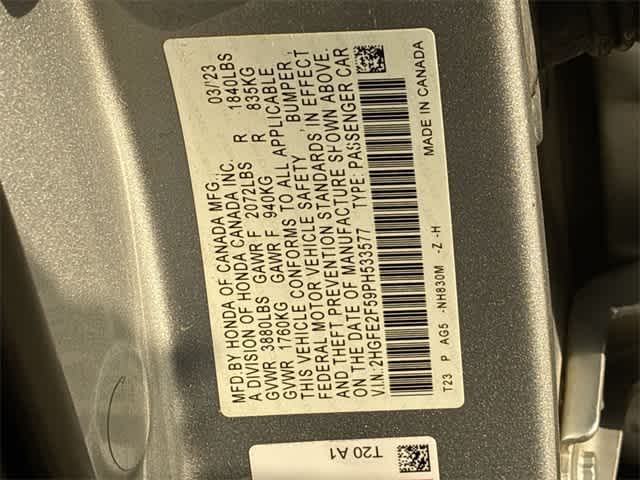 MFD.BY HONDA OF CANADA MFG., 03/23
A DIVISION OF HONDA CANADA INC.
GVWR 3880LBS GAWR F 2072LBS R 1840LBS
GVWR 1760KG GAWR F 940KG R 835KG
THIS VEHICLE CONFORMS TO ALL APPLICABLE
FEDERAL MOTOR VEHICLE SAFETY, BUMPER,
AND THEFT PREVENTION STANDARDS IN EFFECT
ON THE DATE OF MANUFACTURE SHOWN ABOVE.
V.I.N.:2HGFE2F59PH533577 TYPE:PASSENGER CAR
T23 P AG5 -NH830M -Z -H MADE IN CANADA
T20 A1